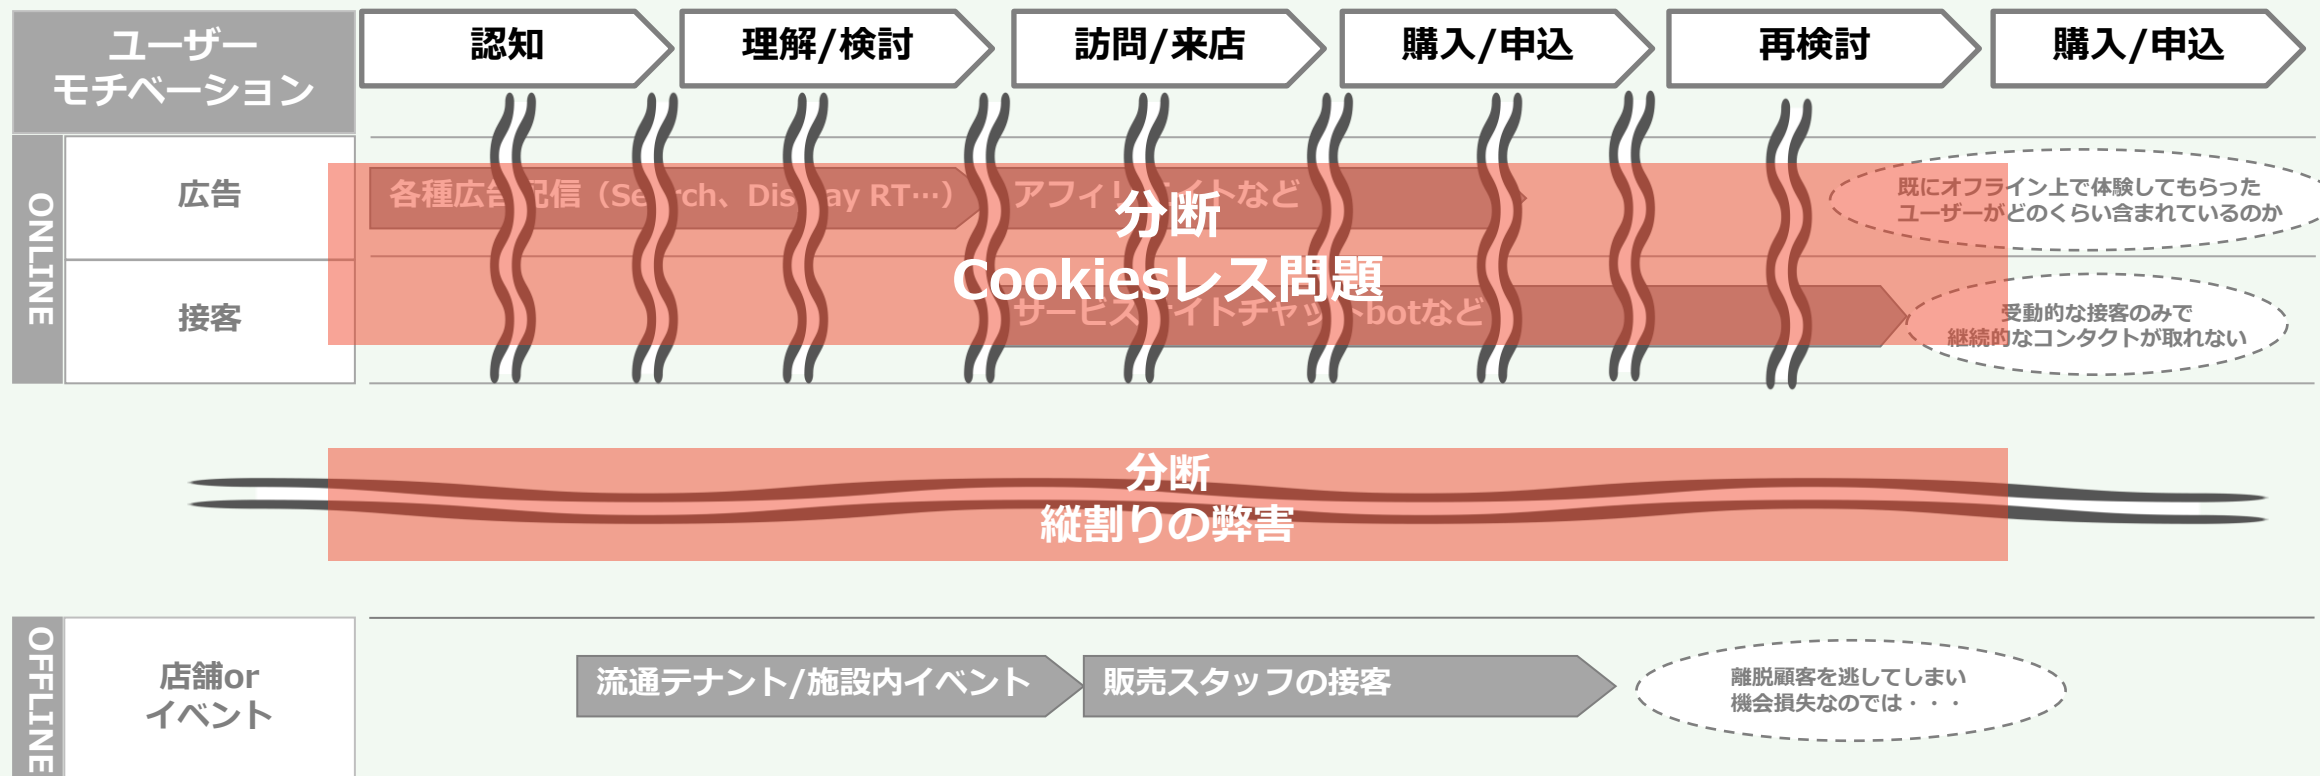 ユーザー
モチベーション
認知
理解/検討
訪問/来店
購入/申込
再検討
購入/申込
ONLINE
広告
各種広告配信（Search、Display RT…）
アフィリエイトなど
既にオフライン上で体験してもらった
ユーザーがどのくらい含まれているのか
分断
Cookiesレス問題
接客
サービスサイトチャットbotなど
受動的な接客のみで
継続的なコンタクトが取れない
分断
縦割りの弊害
OFFLINE
店舗or
イベント
流通テナント/施設内イベント
販売スタッフの接客
離脱顧客を逃してしまい
機会損失なのでは・・・